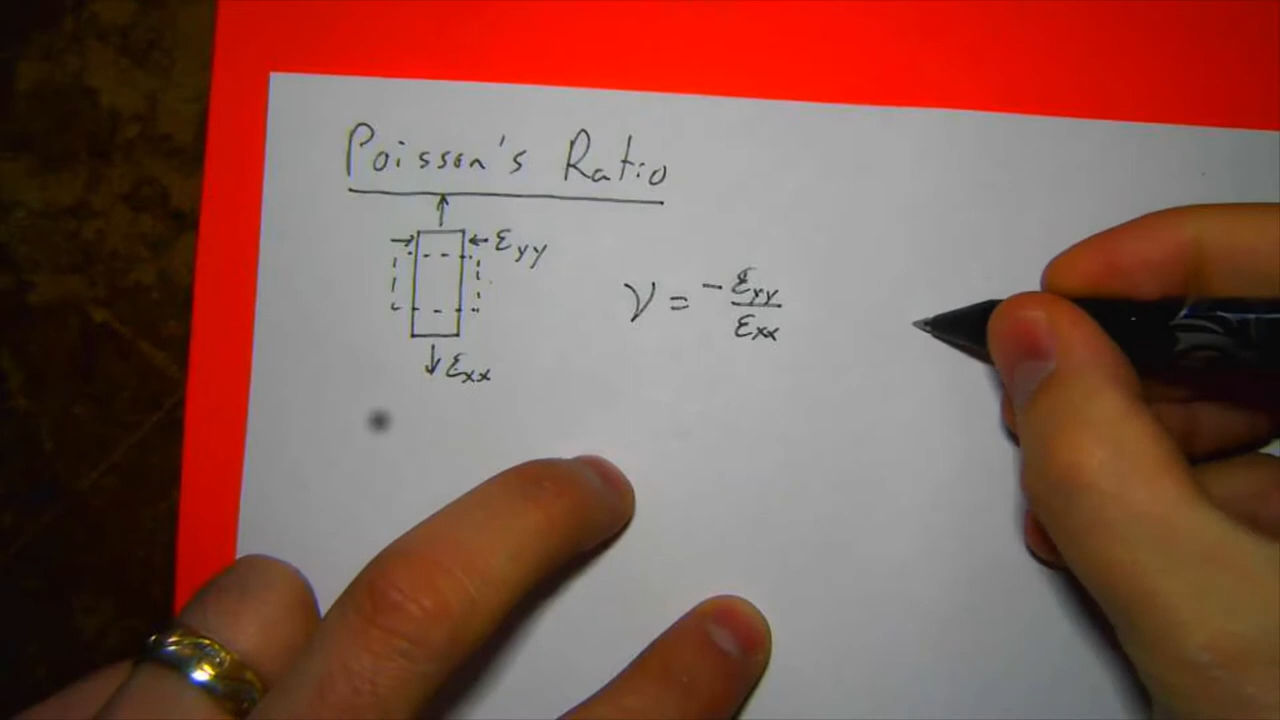 Poisson's Ratio
εyy
ν = -εyy/εxx
εxx